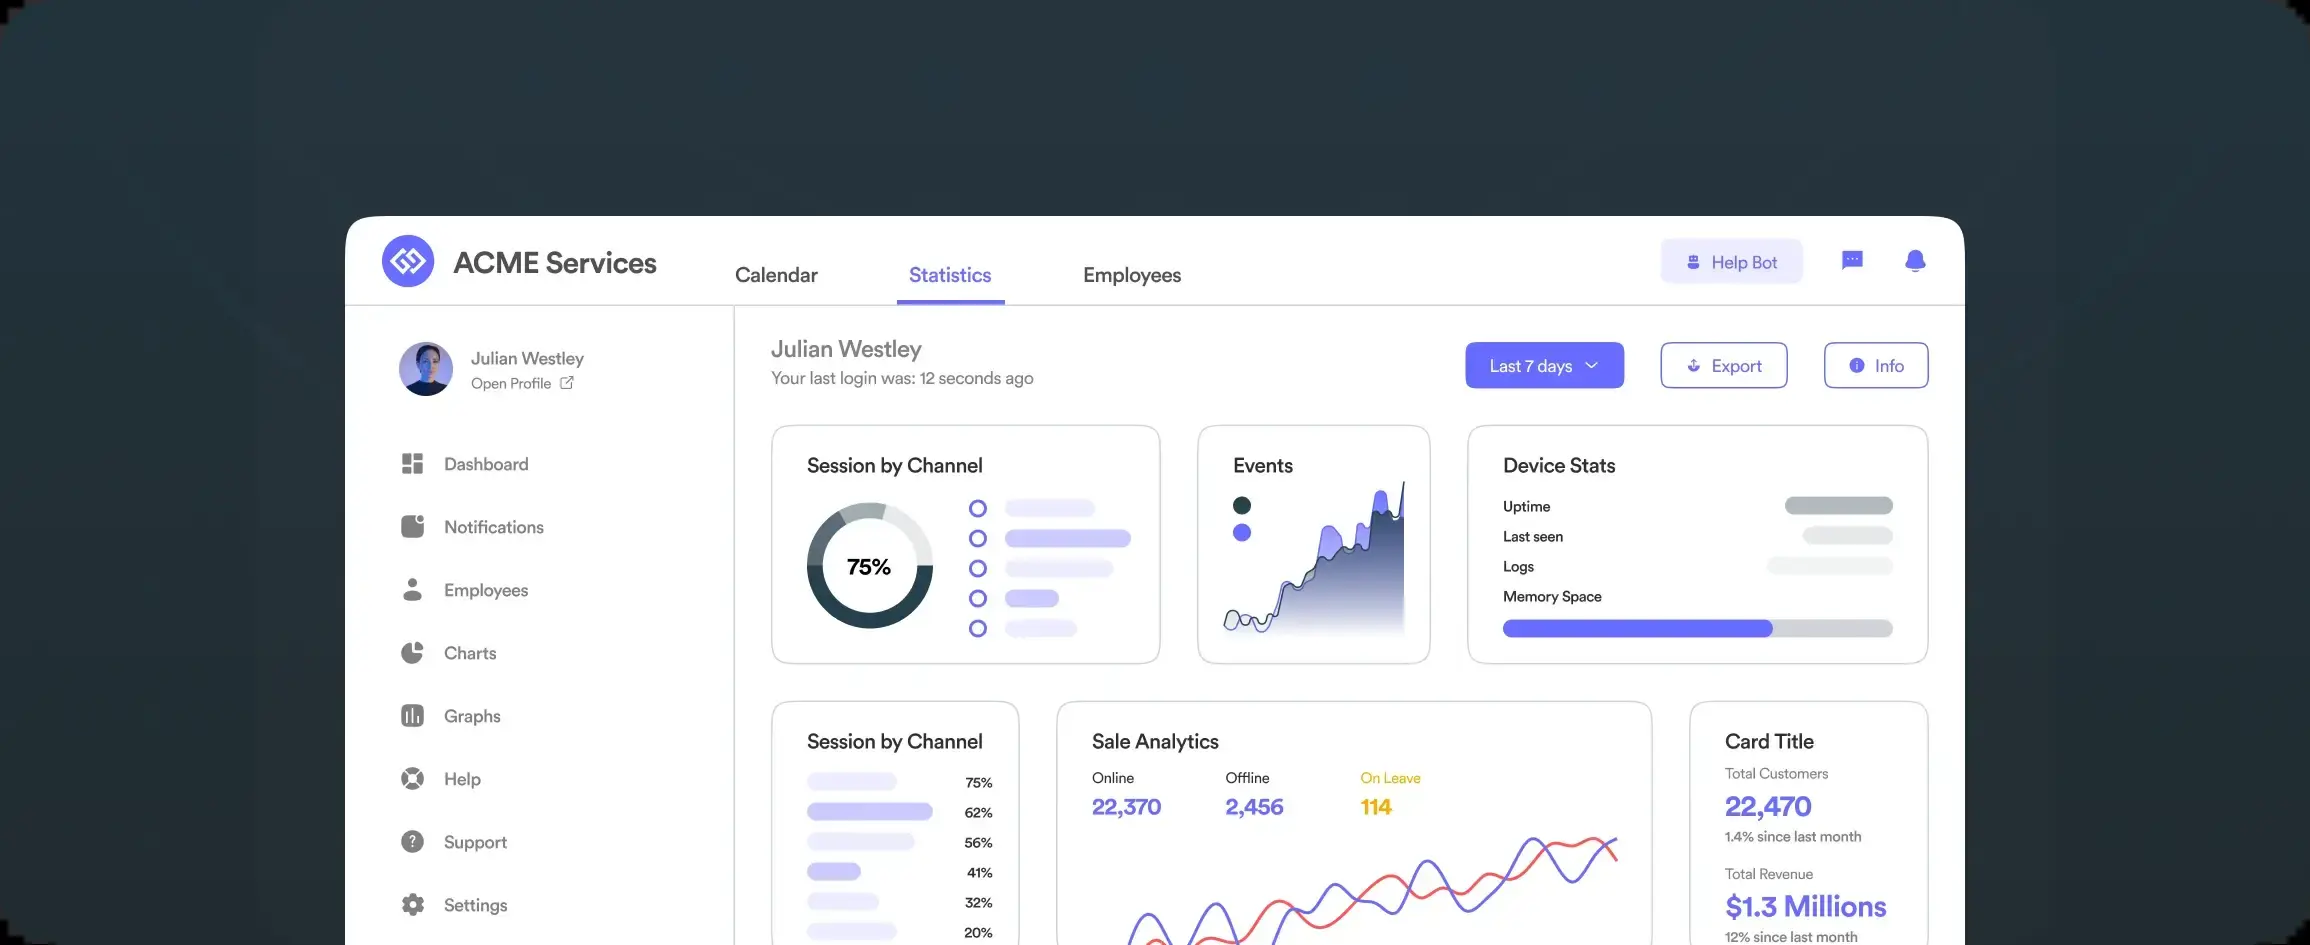 ACME Services
Calendar
Statistics
Employees
Help Bot
Julian Westley
Open Profile
Dashboard
Notifications
Employees
Charts
Graphs
Help
Support
Settings
Julian Westley
Your last login was: 12 seconds ago
Last 7 days
Export
Info
Session by Channel
75%
Events
Device Stats
Uptime
Last seen
Logs
Memory Space
Session by Channel
75%
62%
56%
41%
32%
20%
Sale Analytics
Online
22,370
Offline
2,456
On Leave
114
Card Title
Total Customers
22,470
1.4% since last month
Total Revenue
$1.3 Millions
12% since last month